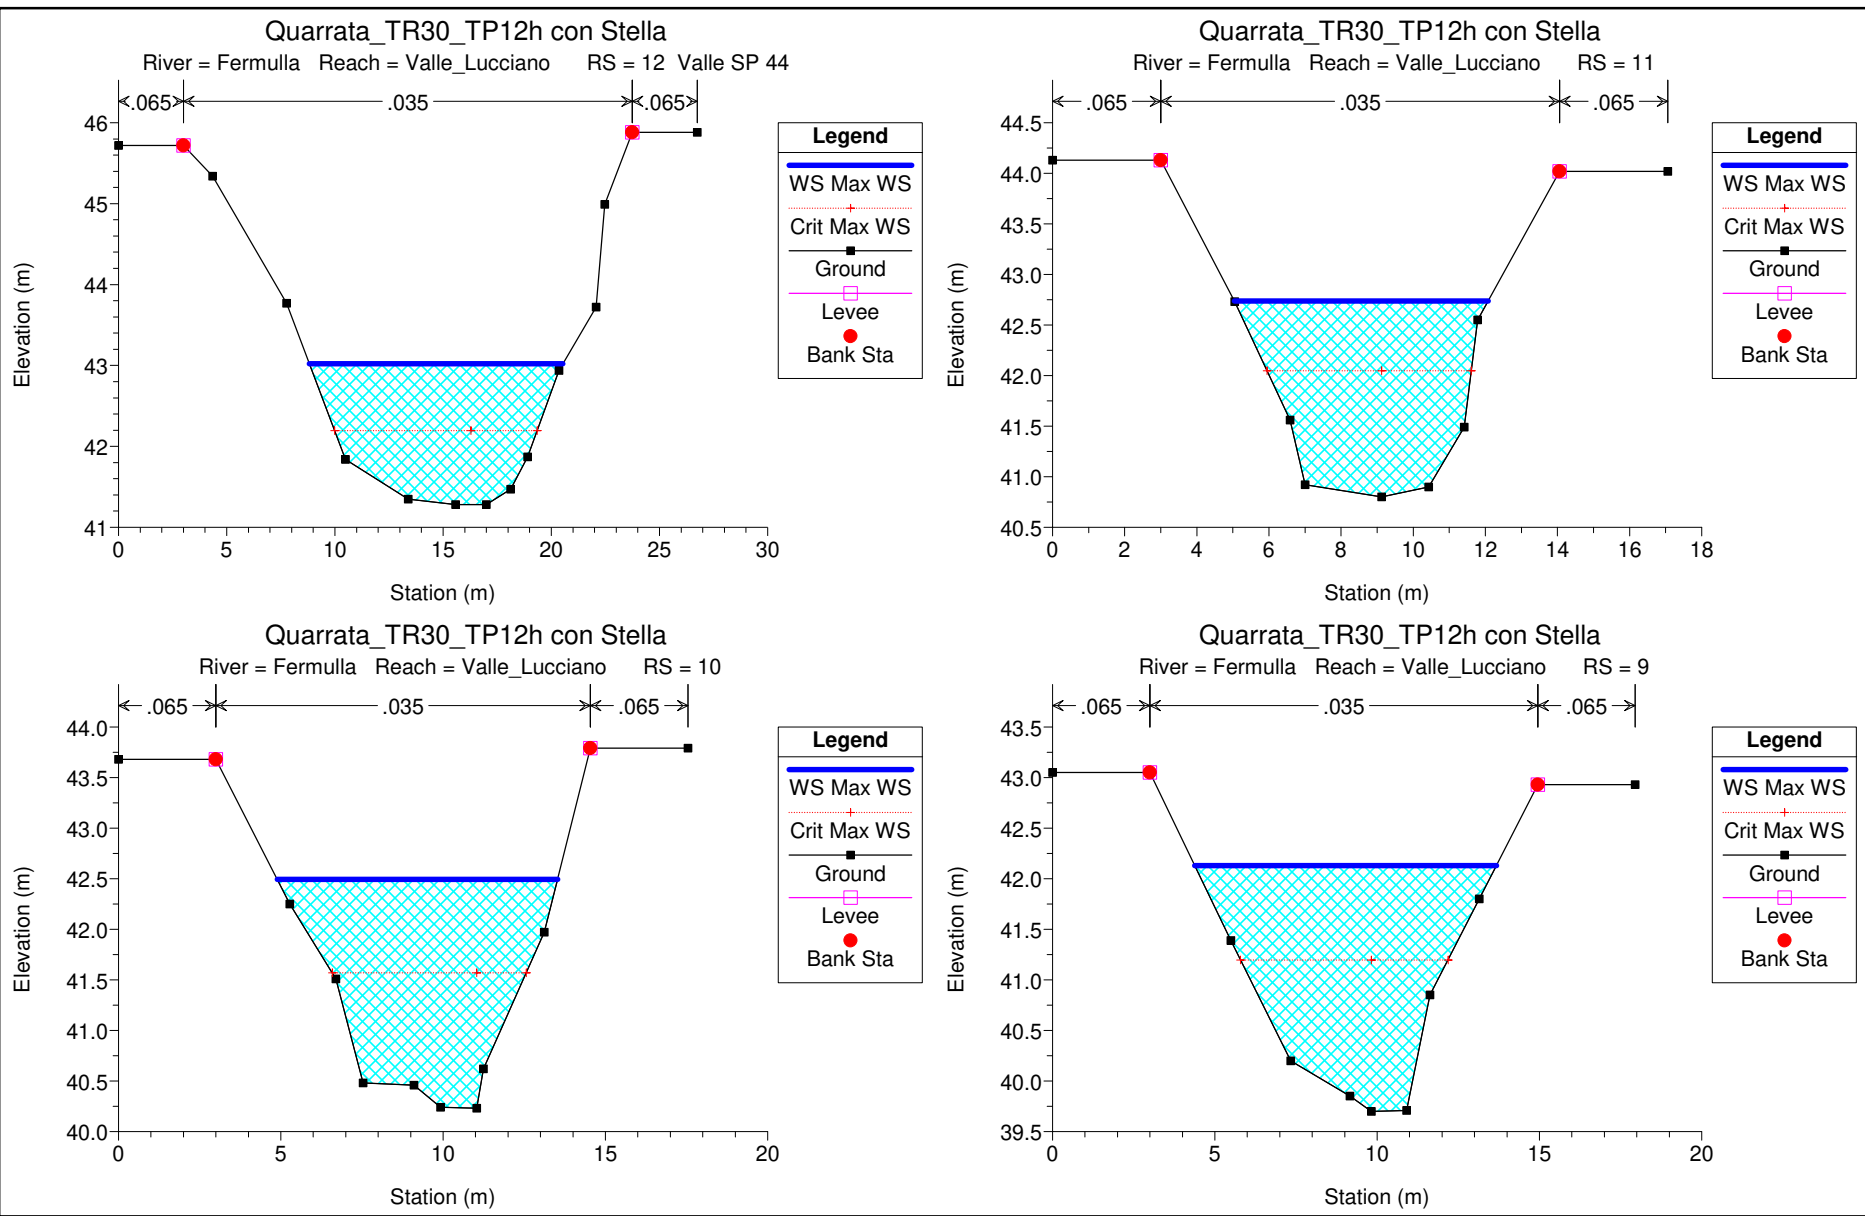 Quarrata_TR30_TP12h con Stella
River = Fermulla Reach = Valle_Lucciano RS = 12 Valle SP 44
.065 .035 .065
46
45
44
43
42
41
0 5 10 15 20 25 30
Elevation (m)
Station (m)
Legend
WS Max WS
Crit Max WS
Ground
Levee
Bank Sta
Quarrata_TR30_TP12h con Stella
River = Fermulla Reach = Valle_Lucciano RS = 11
.065 .035 .065
44.5
44.0
43.5
43.0
42.5
42.0
41.5
41.0
40.5
0 2 4 6 8 10 12 14 16 18
Elevation (m)
Station (m)
Legend
WS Max WS
Crit Max WS
Ground
Levee
Bank Sta
Quarrata_TR30_TP12h con Stella
River = Fermulla Reach = Valle_Lucciano RS = 10
.065 .035 .065
44.0
43.5
43.0
42.5
42.0
41.5
41.0
40.5
40.0
0 5 10 15 20
Elevation (m)
Station (m)
Legend
WS Max WS
Crit Max WS
Ground
Levee
Bank Sta
Quarrata_TR30_TP12h con Stella
River = Fermulla Reach = Valle_Lucciano RS = 9
.065 .035 .065
43.5
43.0
42.5
42.0
41.5
41.0
40.5
40.0
39.5
0 5 10 15 20
Elevation (m)
Station (m)
Legend
WS Max WS
Crit Max WS
Ground
Levee
Bank Sta